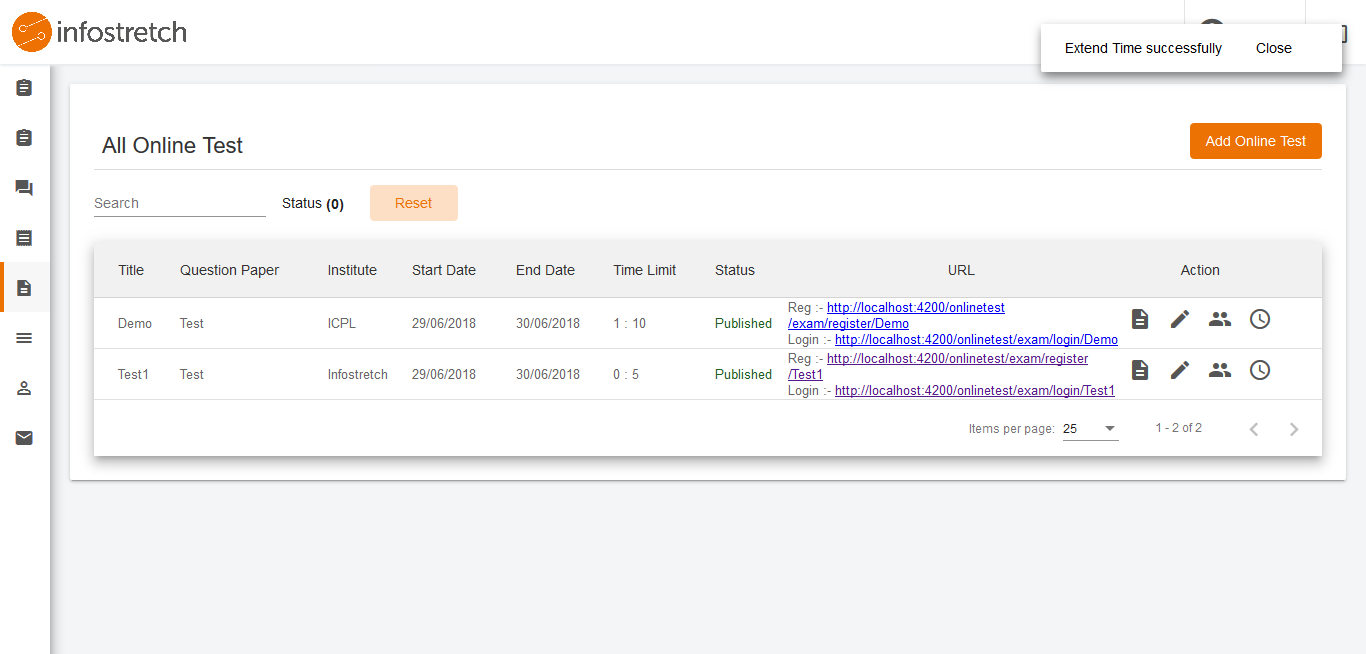 infostretch
Extend Time successfully Close
All Online Test
Add Online Test
Search Status (0) Reset
Title Question Paper Institute Start Date End Date Time Limit Status URL Action
Demo Test ICPL 29/06/2018 30/06/2018 1 : 10 Published
Reg :- http://localhost:4200/onlinetest
/exam/register/Demo
Login :- http://localhost:4200/onlinetest/exam/login/Demo
Test1 Test Infostretch 29/06/2018 30/06/2018 0 : 5 Published
Reg :- http://localhost:4200/onlinetest/exam/register
/Test1
Login :- http://localhost:4200/onlinetest/exam/login/Test1
Items per page: 25 1 - 2 of 2